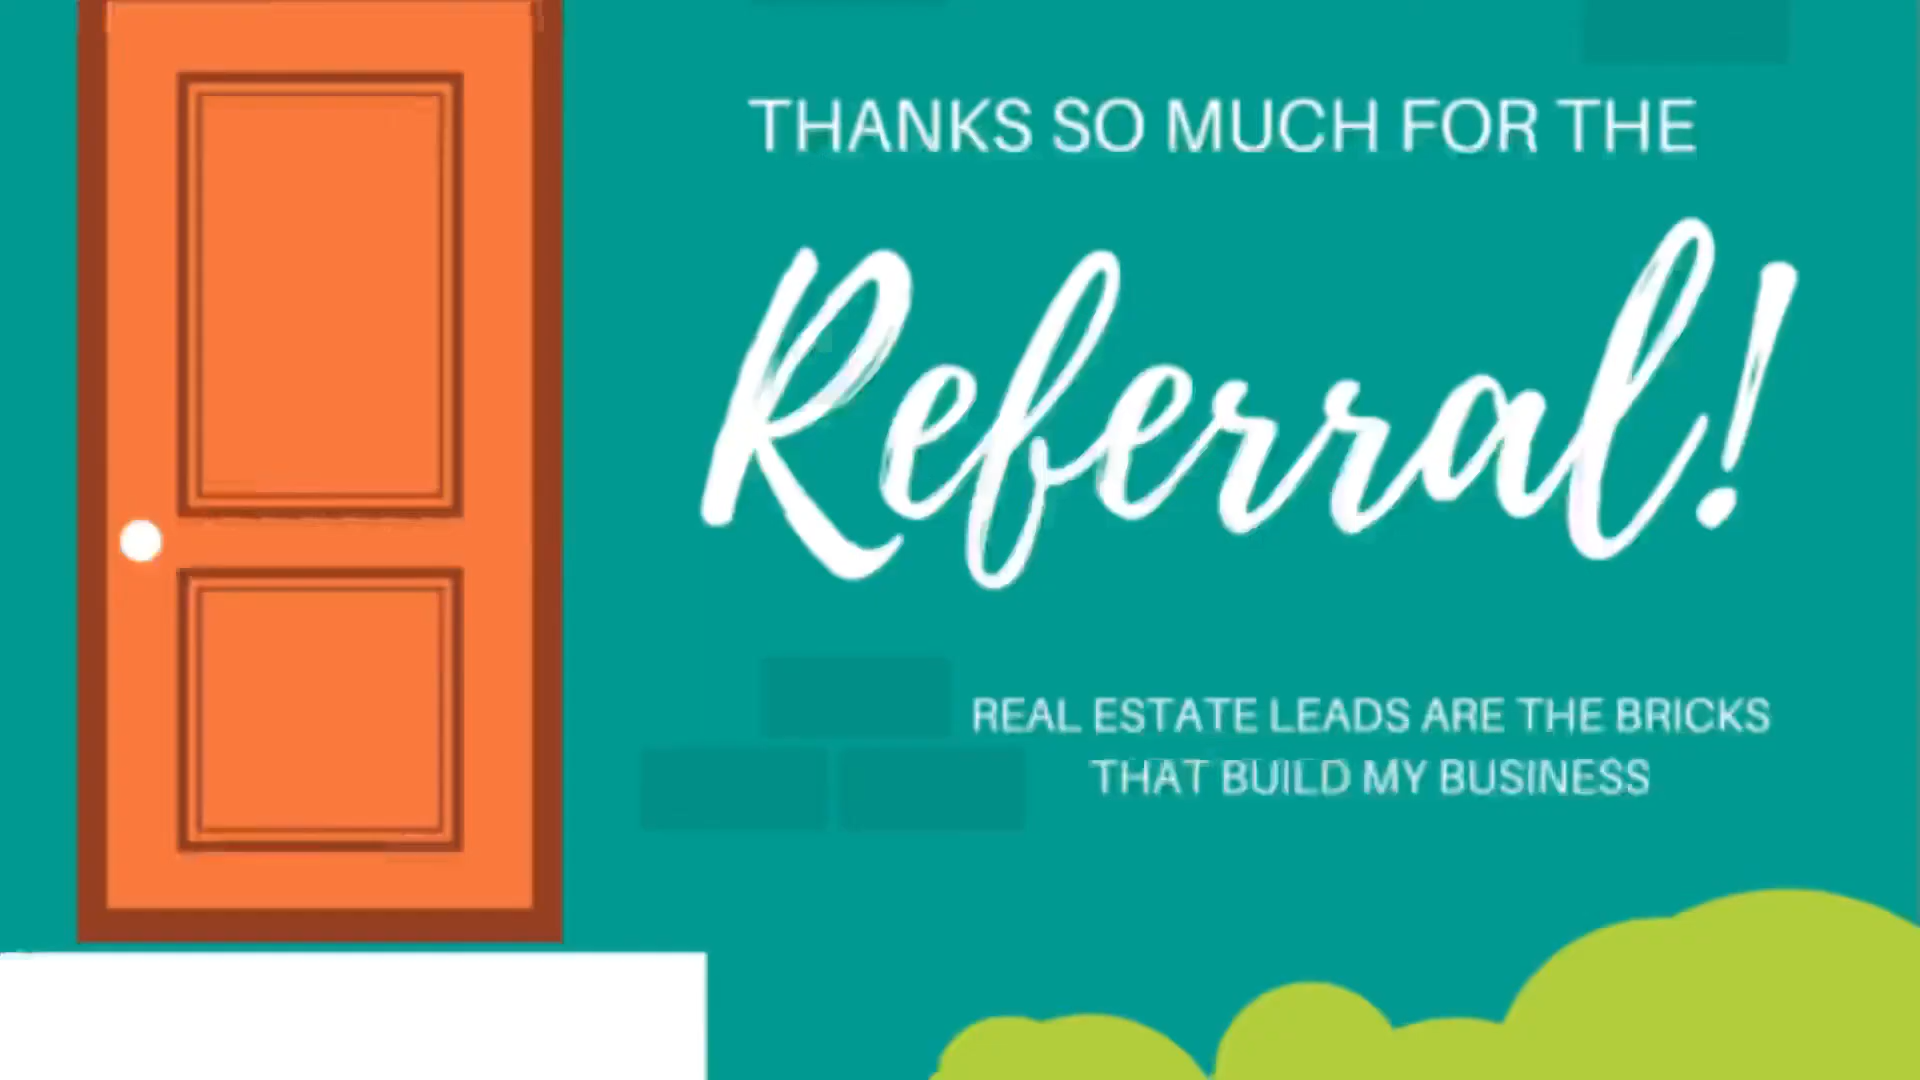 THANKS SO MUCH FOR THE
Referral!
REAL ESTATE LEADS ARE THE BRICKS
THAT BUILD MY BUSINESS